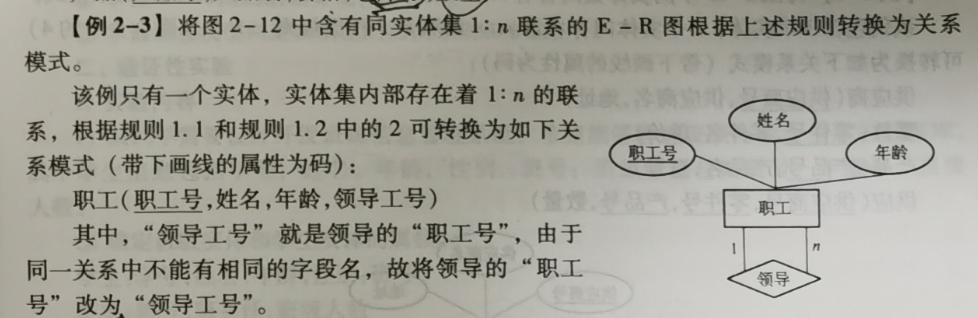 【例2-3】将图2-12中含有同实体集1:n联系的E-R图根据上述规则转换为关系
模式。
该例只有一个实体，实体集内部存在着1:n的联
系，根据规则1.1和规则1.2中的2可转换为如下关
系模式（带下画线的属性为码）：
职工(职工号,姓名,年龄,领导工号)
其中，“领导工号”就是领导的“职工号”，由于
同一关系中不能有相同的字段名，故将领导的“职工
号”改为“领导工号”。
姓名
职工号
年龄
职工
1
n
领导